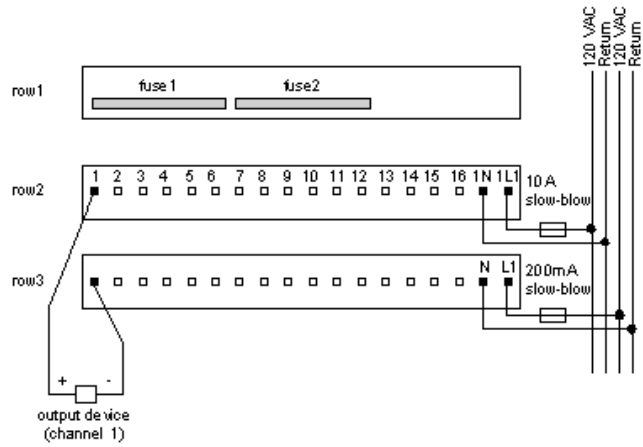 120 VAC
Return
120 VAC
Return
row1
fuse1 fuse2
row2
1 2 3 4 5 6 7 8 9 10 11 12 13 14 15 16 1N 1L1
10 A
slow-blow
row3
N L1
200mA
slow-blow
+ -
output device
(channel 1)